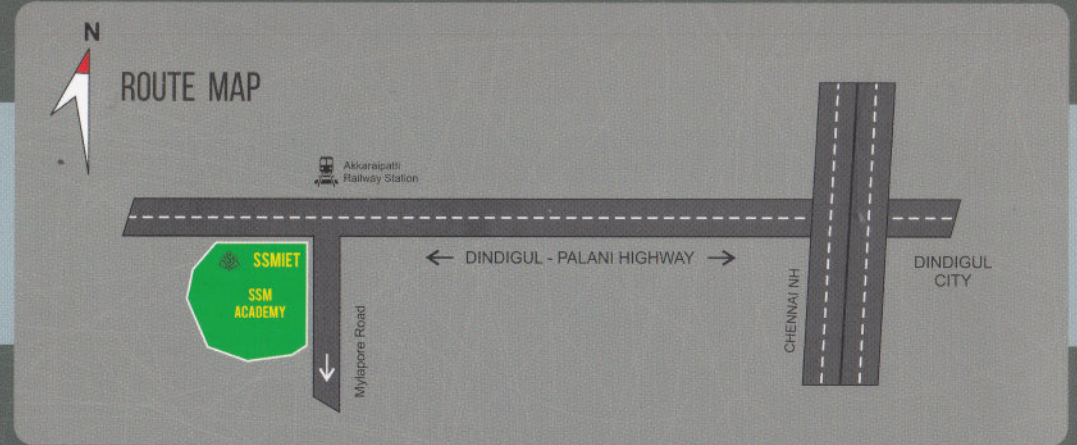 N
ROUTE MAP
Akkaraipatti
Railway Station
SSMIET
SSM
ACADEMY
DINDIGUL - PALANI HIGHWAY
Mylapore Road
CHENNAI NH
DINDIGUL
CITY